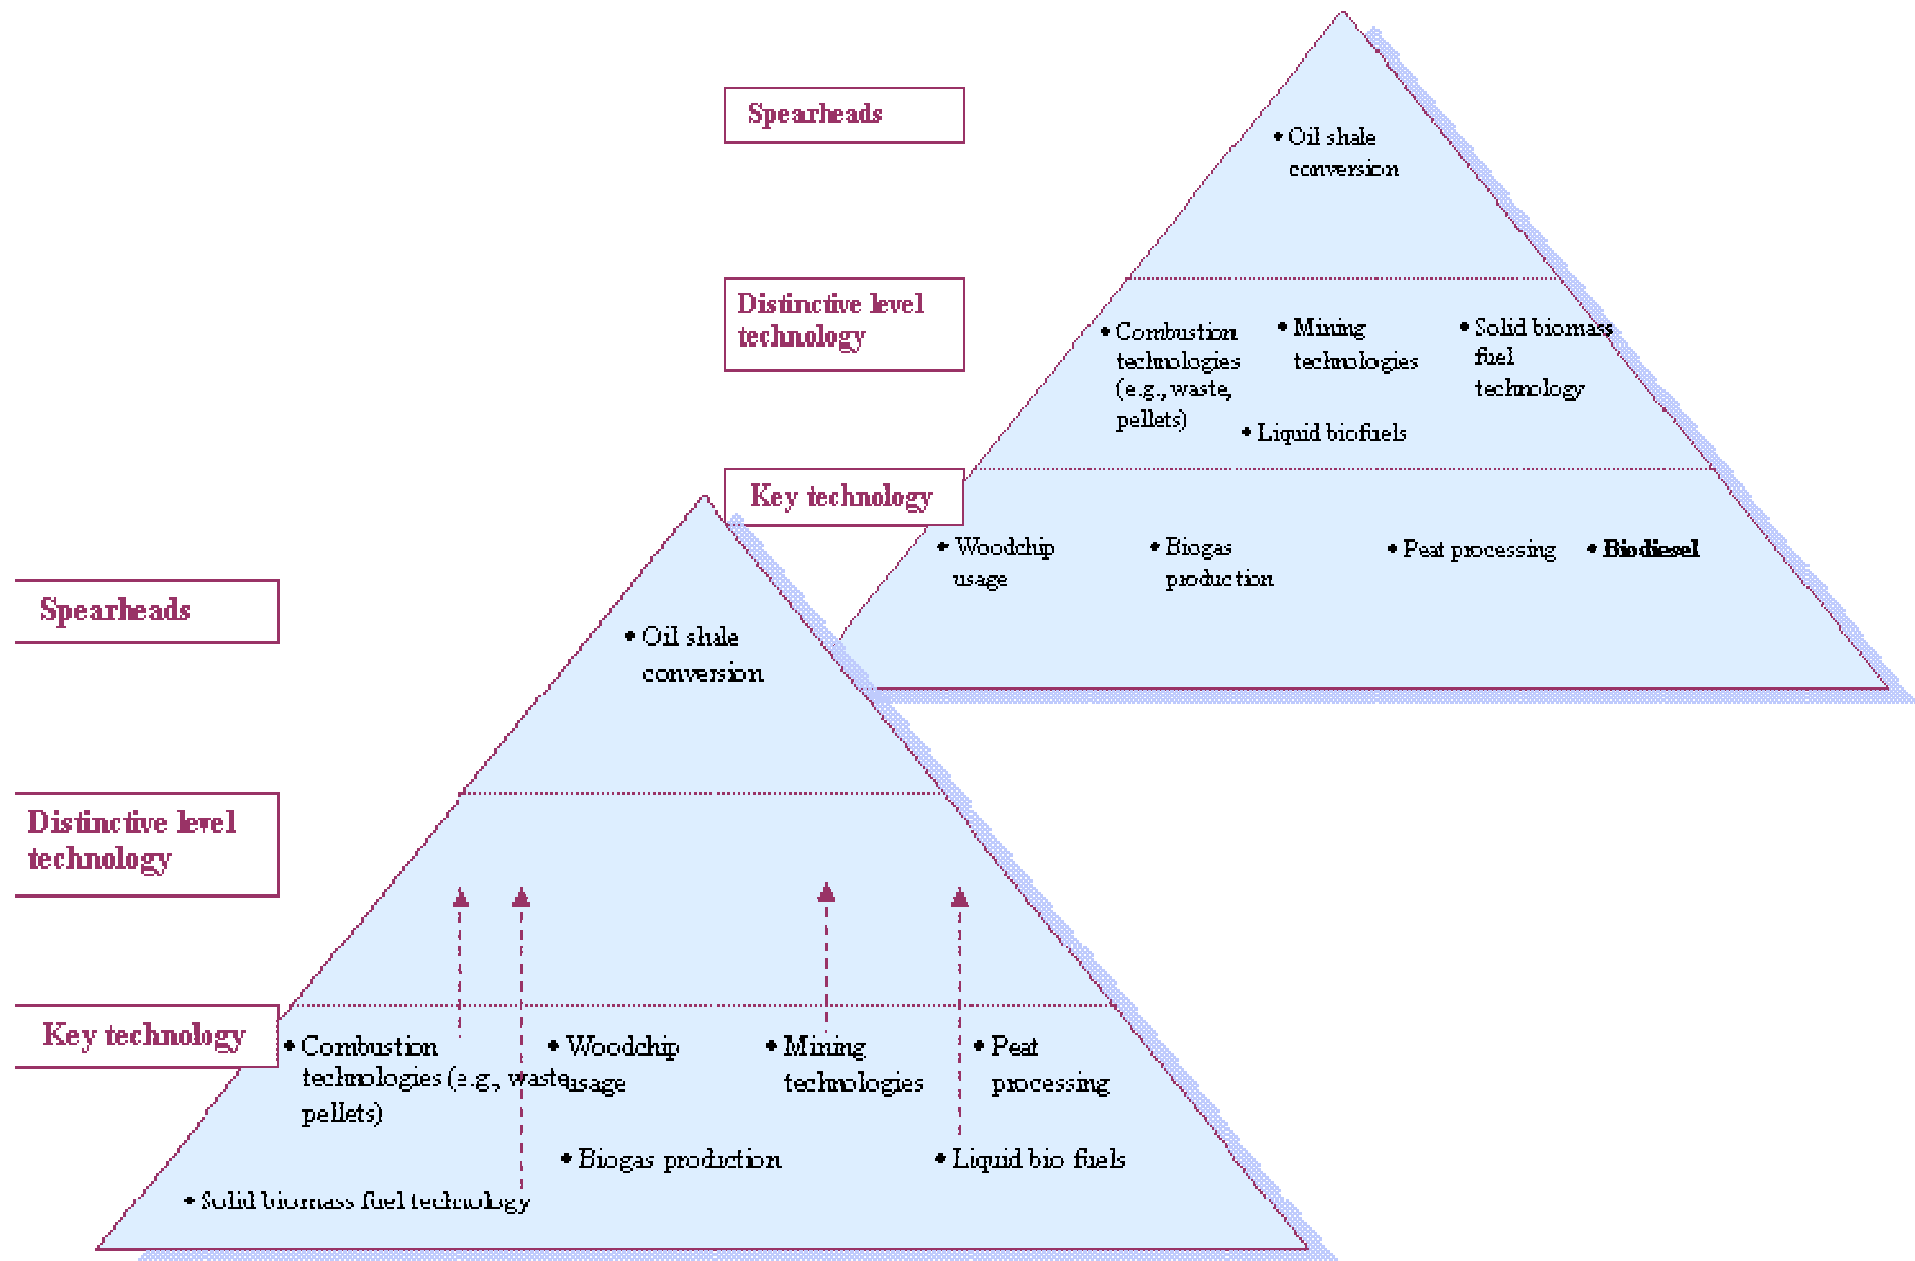 Spearheads
• Oil shale
conversion
Distinctive level
technology
• Combustion
technologies
(e.g., waste,
pellets)
• Mining
technologies
• Solid biomass
fuel
technology
• Liquid biofuels
Key technology
• Woodchip
usage
• Biogas
production
• Peat processing
• Biodiesel
Spearheads
• Oil shale
conversion
Distinctive level
technology
Key technology
• Combustion
technologies (e.g., waste,
pellets)
• Woodchip
usage
• Mining
technologies
• Peat
processing
• Biogas production
• Liquid bio fuels
• Solid biomass fuel technology